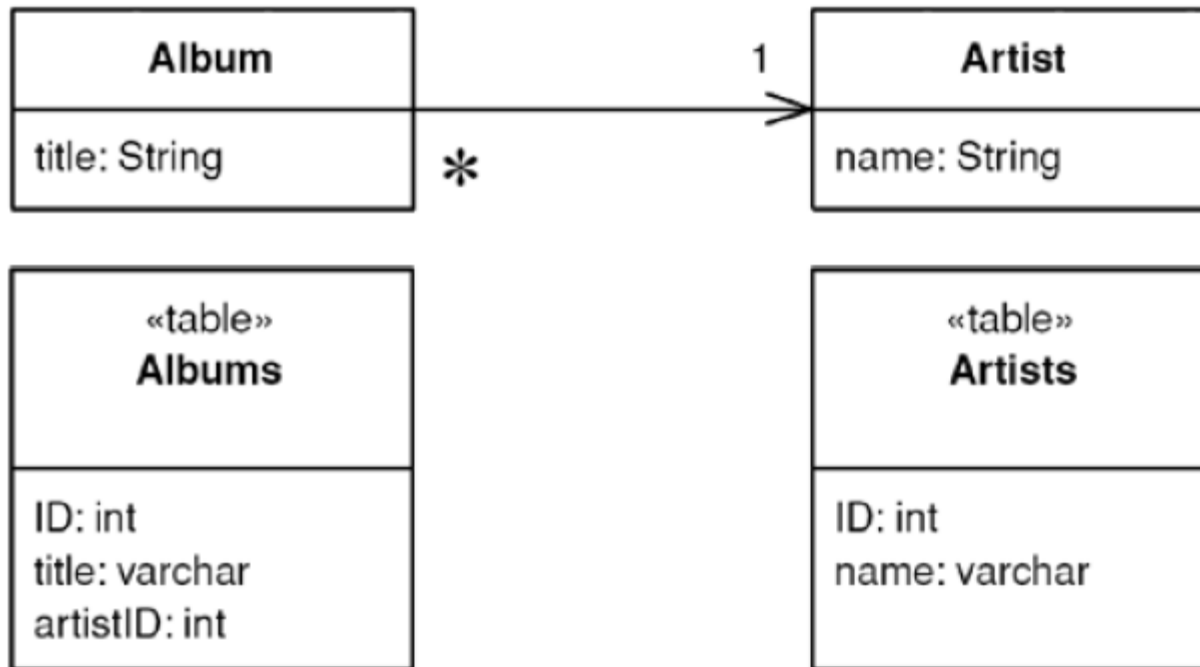 Album
title: String
*
1
Artist
name: String
«table»
Albums
ID: int
title: varchar
artistID: int
«table»
Artists
ID: int
name: varchar